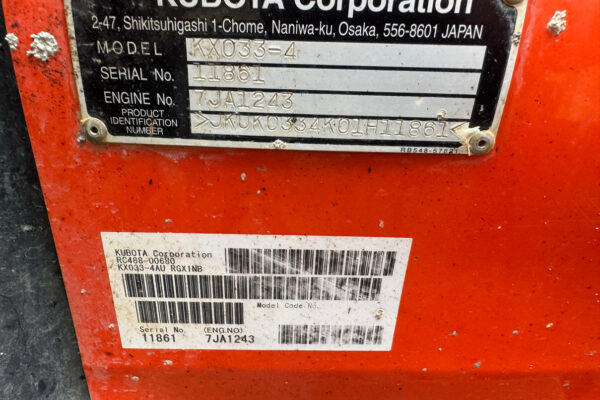 KUBOTA Corporation
2-47, Shikitsuhigashi 1-Chome, Naniwa-ku, Osaka, 556-8601 JAPAN
MODEL KX033-4
SERIAL No. 11861
ENGINE No. 7JA1243
PRODUCT IDENTIFICATION NUMBER >JKUK0334K01H11861<
RB548-57821
KUBOTA Corporation
RC488-00680
KX033-4AU RGX1NB
Model Code No.
Serial No. (ENG.NO)
11861 7JA1243